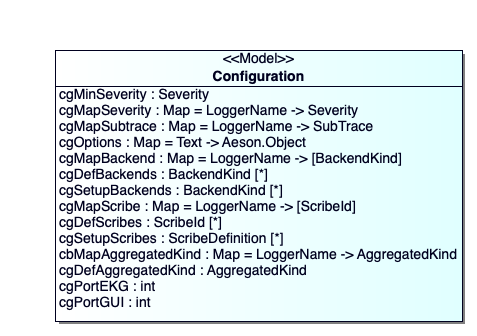 <<Model>>
Configuration
cgMinSeverity : Severity
cgMapSeverity : Map = LoggerName -> Severity
cgMapSubtrace : Map = LoggerName -> SubTrace
cgOptions : Map = Text -> Aeson.Object
cgMapBackend : Map = LoggerName -> [BackendKind]
cgDefBackends : BackendKind [*]
cgSetupBackends : BackendKind [*]
cgMapScribe : Map = LoggerName -> [ScribeId]
cgDefScribes : ScribeId [*]
cgSetupScribes : ScribeDefinition [*]
cbMapAggregatedKind : Map = LoggerName -> AggregatedKind
cgDefAggregatedKind : AggregatedKind
cgPortEKG : int
cgPortGUI : int